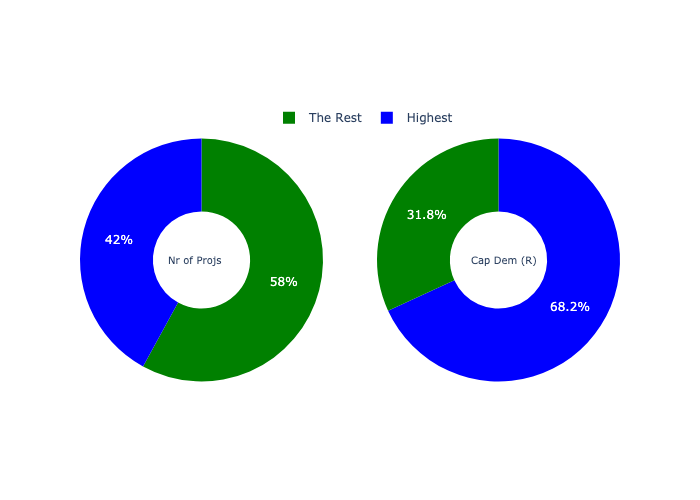 The Rest
Highest
42%
Nr of Projs
58%
31.8%
Cap Dem (R)
68.2%